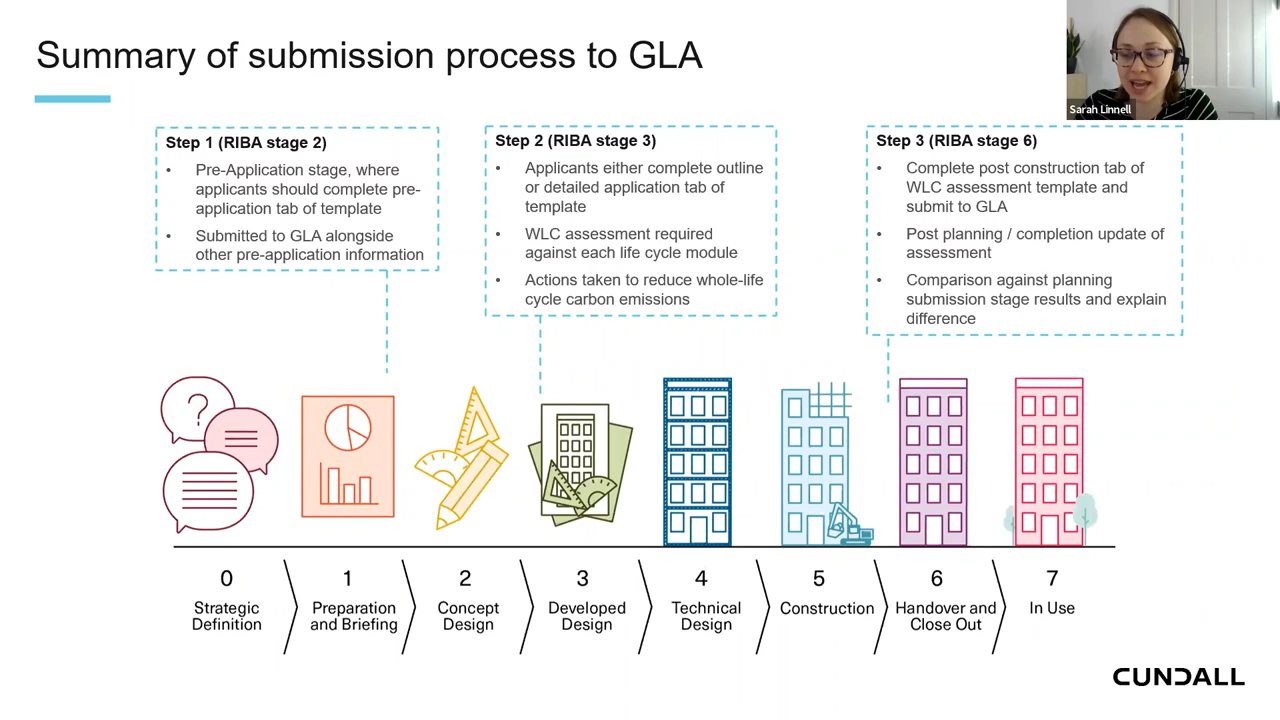 Summary of submission process to GLA
Sarah Linnell
Step 1 (RIBA stage 2)
• Pre-Application stage, where
applicants should complete pre-
application tab of template
• Submitted to GLA alongside
other pre-application information
Step 2 (RIBA stage 3)
• Applicants either complete outline
or detailed application tab of
template
• WLC assessment required
against each life cycle module
• Actions taken to reduce whole-life
cycle carbon emissions
Step 3 (RIBA stage 6)
• Complete post construction tab of
WLC assessment template and
submit to GLA
• Post planning / completion update of
assessment
• Comparison against planning
submission stage results and explain
difference
?
0
Strategic
Definition
1
Preparation
and Briefing
2
Concept
Design
3
Developed
Design
4
Technical
Design
5
Construction
6
Handover and
Close Out
7
In Use
CUNDALL